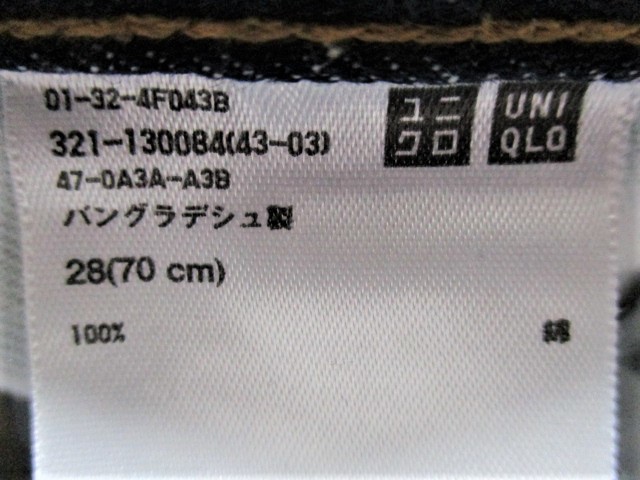 01-32-4F043B
321-130084(43-03)
47-0A3A-A3B
バングラデシュ製
28(70 cm)
100% 綿
ユニ
クロ
UNI
QLO